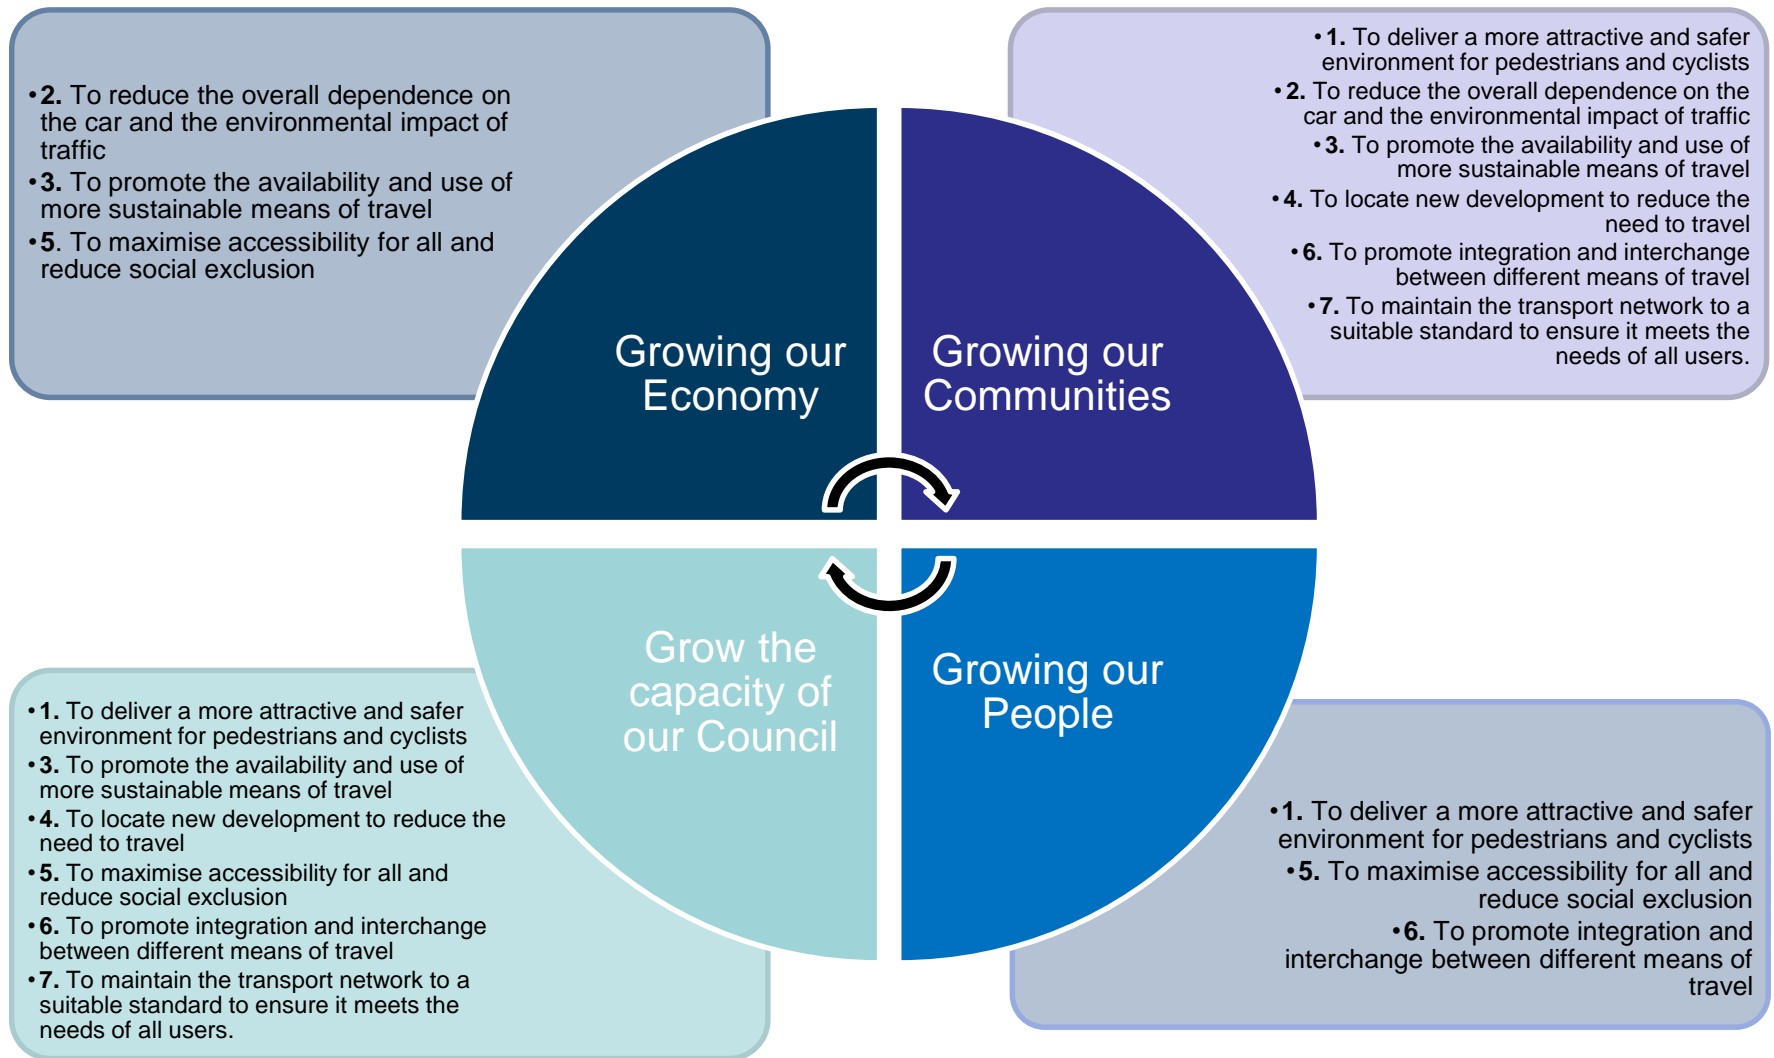 •2. To reduce the overall dependence on
the car and the environmental impact of
traffic
•3. To promote the availability and use of
more sustainable means of travel
•5. To maximise accessibility for all and
reduce social exclusion
•1. To deliver a more attractive and safer
environment for pedestrians and cyclists
•2. To reduce the overall dependence on the
car and the environmental impact of traffic
•3. To promote the availability and use of
more sustainable means of travel
•4. To locate new development to reduce the
need to travel
•6. To promote integration and interchange
between different means of travel
•7. To maintain the transport network to a
suitable standard to ensure it meets the
needs of all users.
Growing our
Economy
Growing our
Communities
Grow the
capacity of
our Council
Growing our
People
•1. To deliver a more attractive and safer
environment for pedestrians and cyclists
•3. To promote the availability and use of
more sustainable means of travel
•4. To locate new development to reduce the
need to travel
•5. To maximise accessibility for all and
reduce social exclusion
•6. To promote integration and interchange
between different means of travel
•7. To maintain the transport network to a
suitable standard to ensure it meets the
needs of all users.
•1. To deliver a more attractive and safer
environment for pedestrians and cyclists
•5. To maximise accessibility for all and
reduce social exclusion
•6. To promote integration and
interchange between different means of
travel